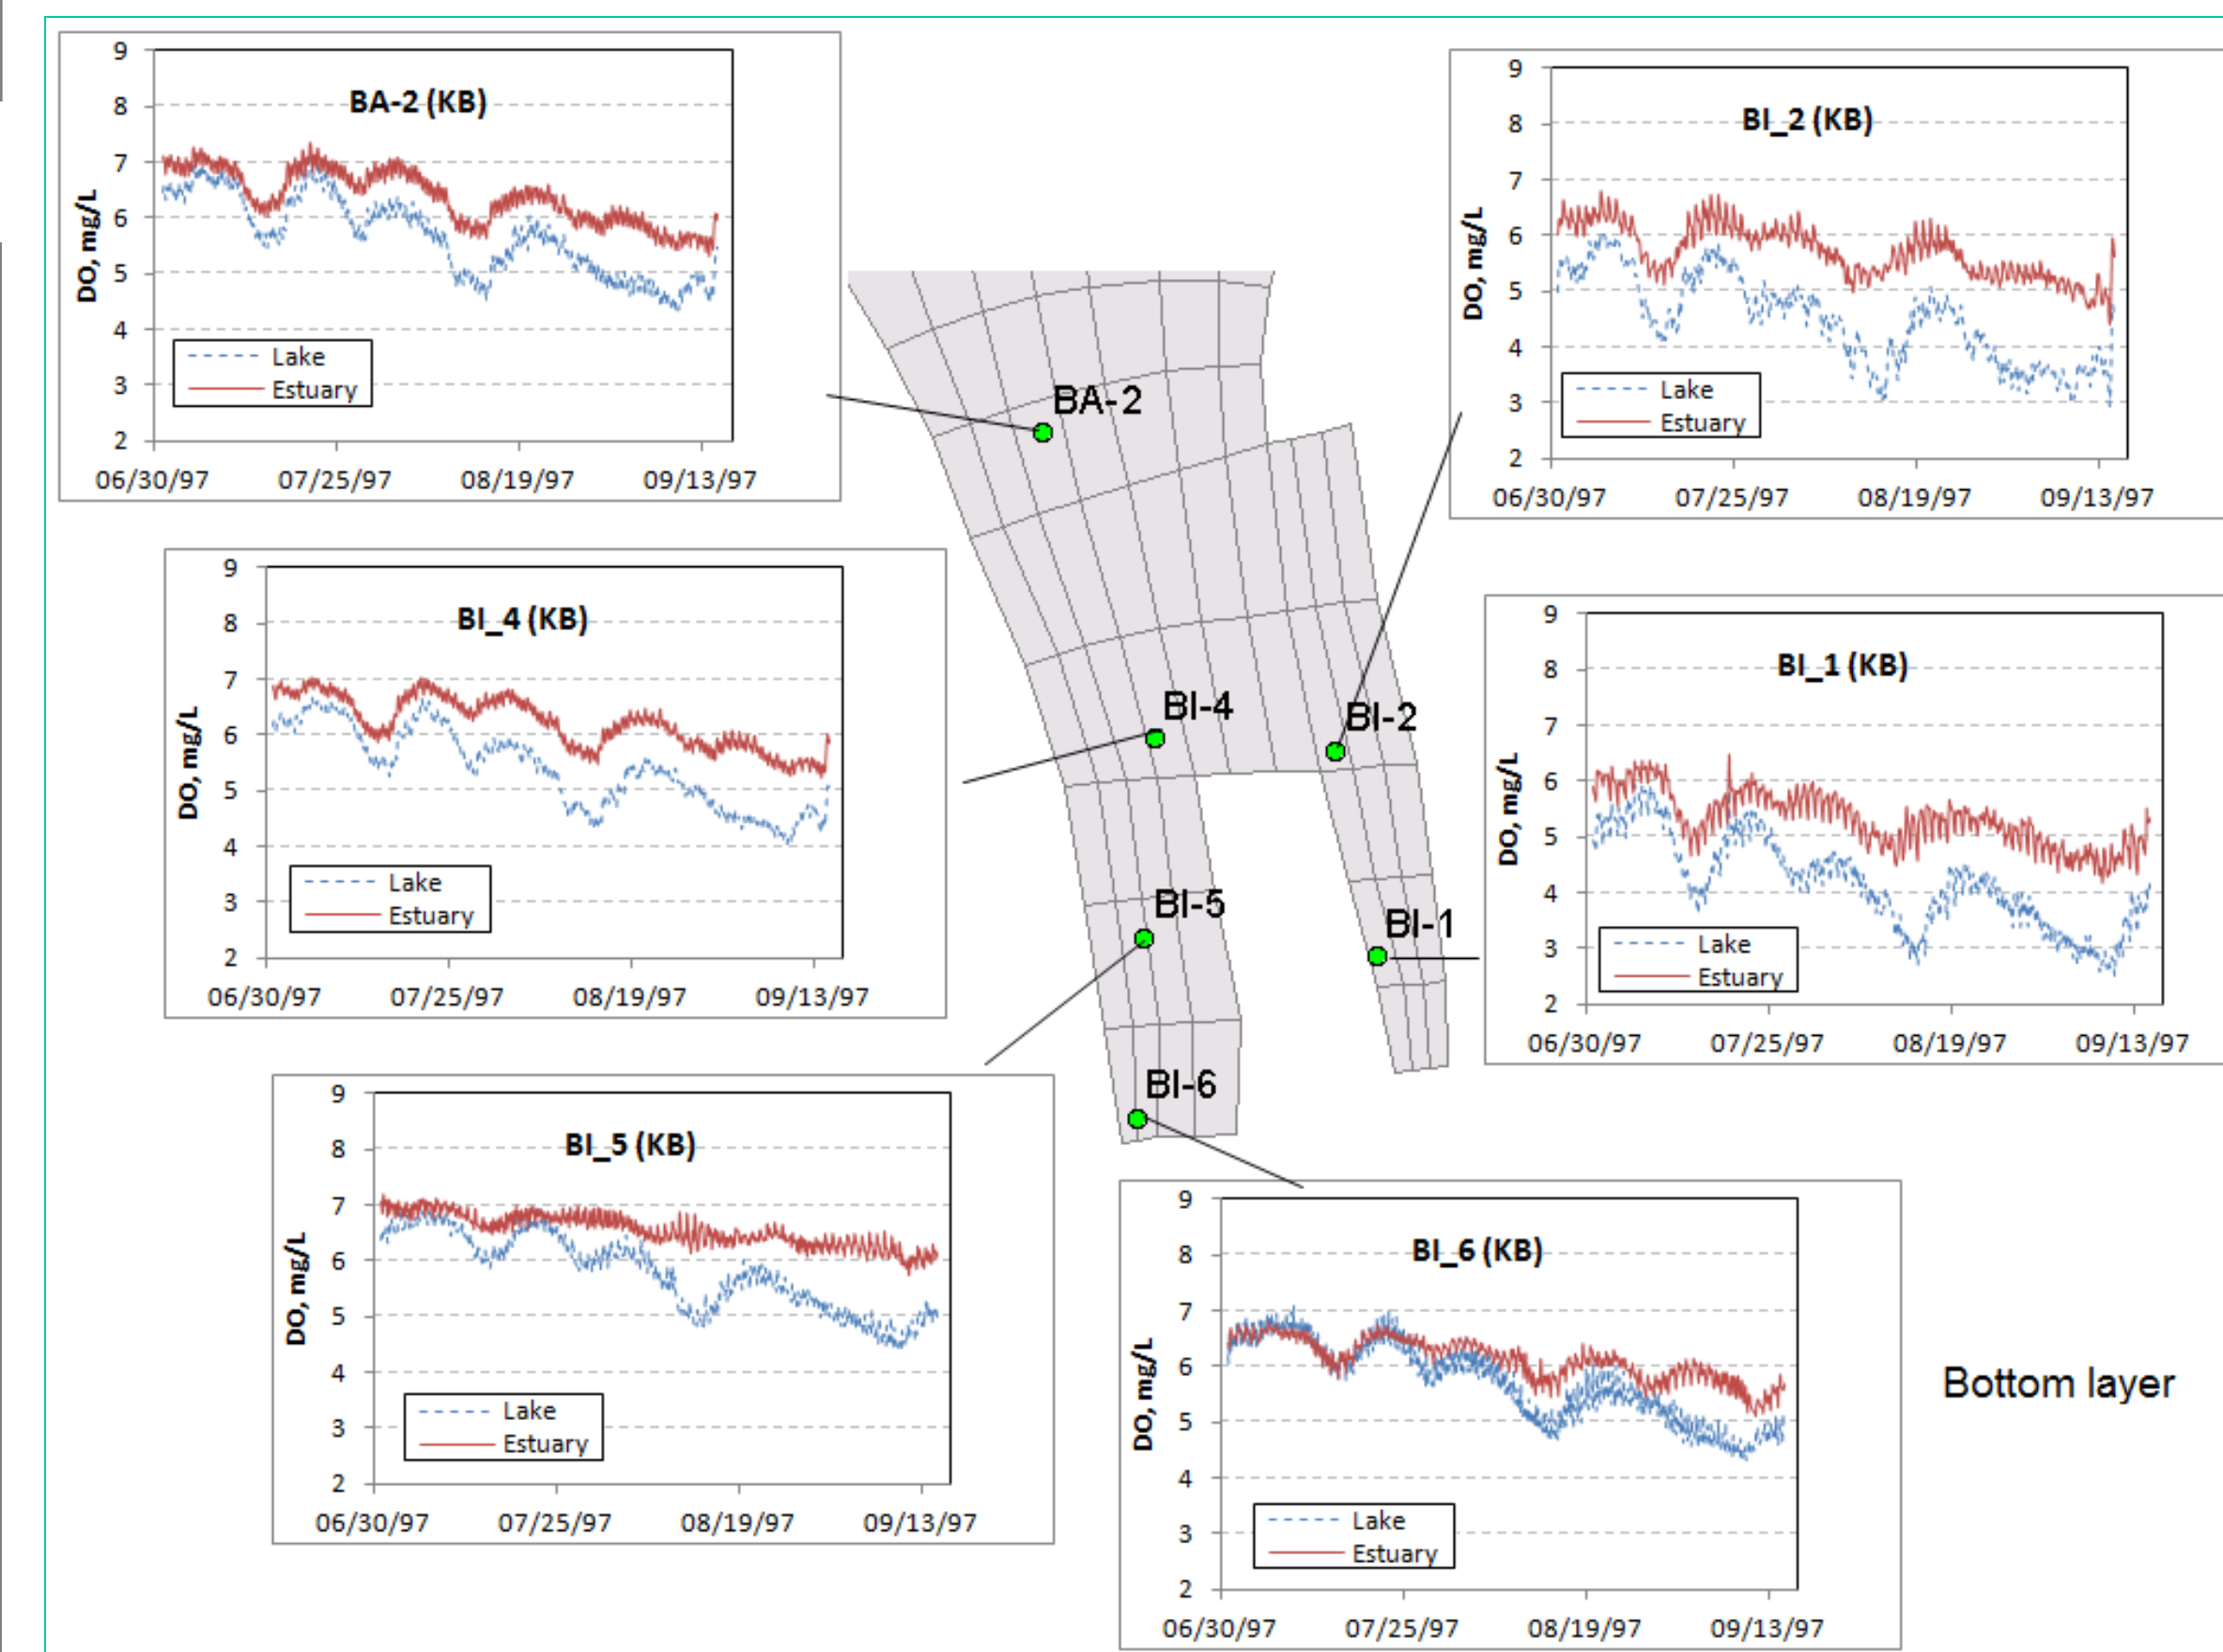 BA-2 (KB)
DO, mg/L
9
8
7
6
5
4
3
2
Lake
Estuary
06/30/97 07/25/97 08/19/97 09/13/97
BI_2 (KB)
DO, mg/L
9
8
7
6
5
4
3
2
Lake
Estuary
06/30/97 07/25/97 08/19/97 09/13/97
BI_4 (KB)
DO, mg/L
9
8
7
6
5
4
3
2
Lake
Estuary
06/30/97 07/25/97 08/19/97 09/13/97
BA-2
BI-4
BI-2
BI-5
BI-1
BI-6
BI_1 (KB)
DO, mg/L
9
8
7
6
5
4
3
2
Lake
Estuary
06/30/97 07/25/97 08/19/97 09/13/97
BI_5 (KB)
DO, mg/L
9
8
7
6
5
4
3
2
Lake
Estuary
06/30/97 07/25/97 08/19/97 09/13/97
BI_6 (KB)
DO, mg/L
9
8
7
6
5
4
3
2
Lake
Estuary
06/30/97 07/25/97 08/19/97 09/13/97
Bottom layer